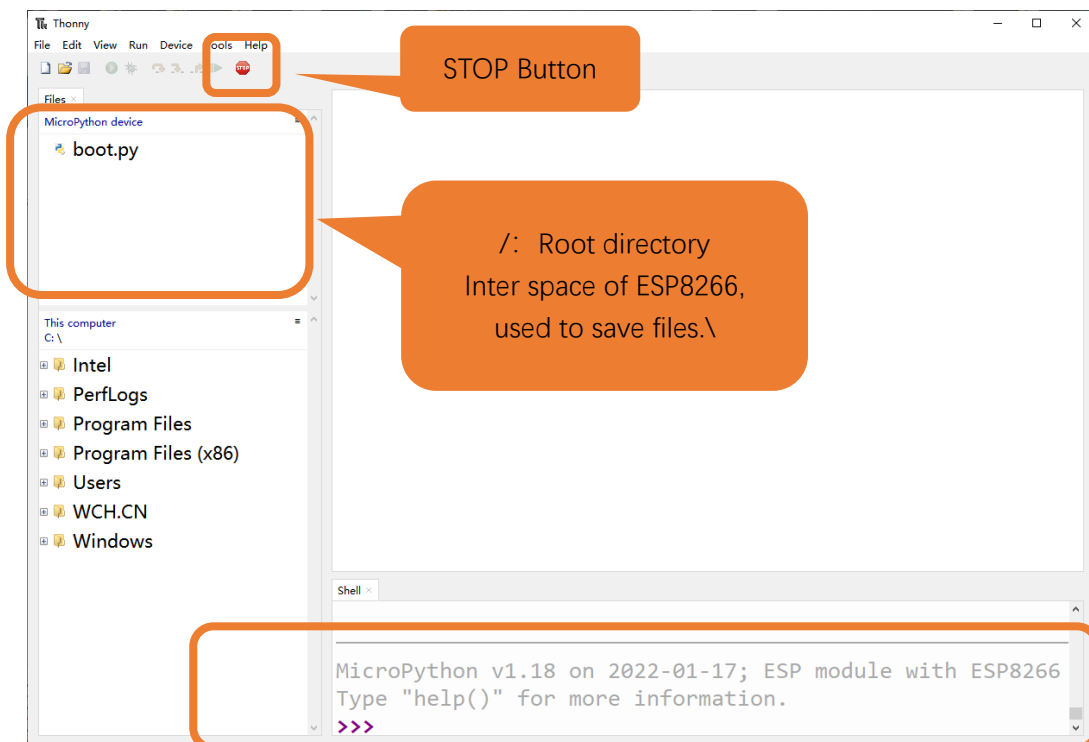 Thonny
File Edit View Run Device Tools Help
STOP
STOP Button
Files
MicroPython device
boot.py
/: Root directory
Inter space of ESP8266,
used to save files.\
This computer
C:\
Intel
PerfLogs
Program Files
Program Files (x86)
Users
WCH.CN
Windows
Shell
MicroPython v1.18 on 2022-01-17; ESP module with ESP8266
Type "help()" for more information.
>>>